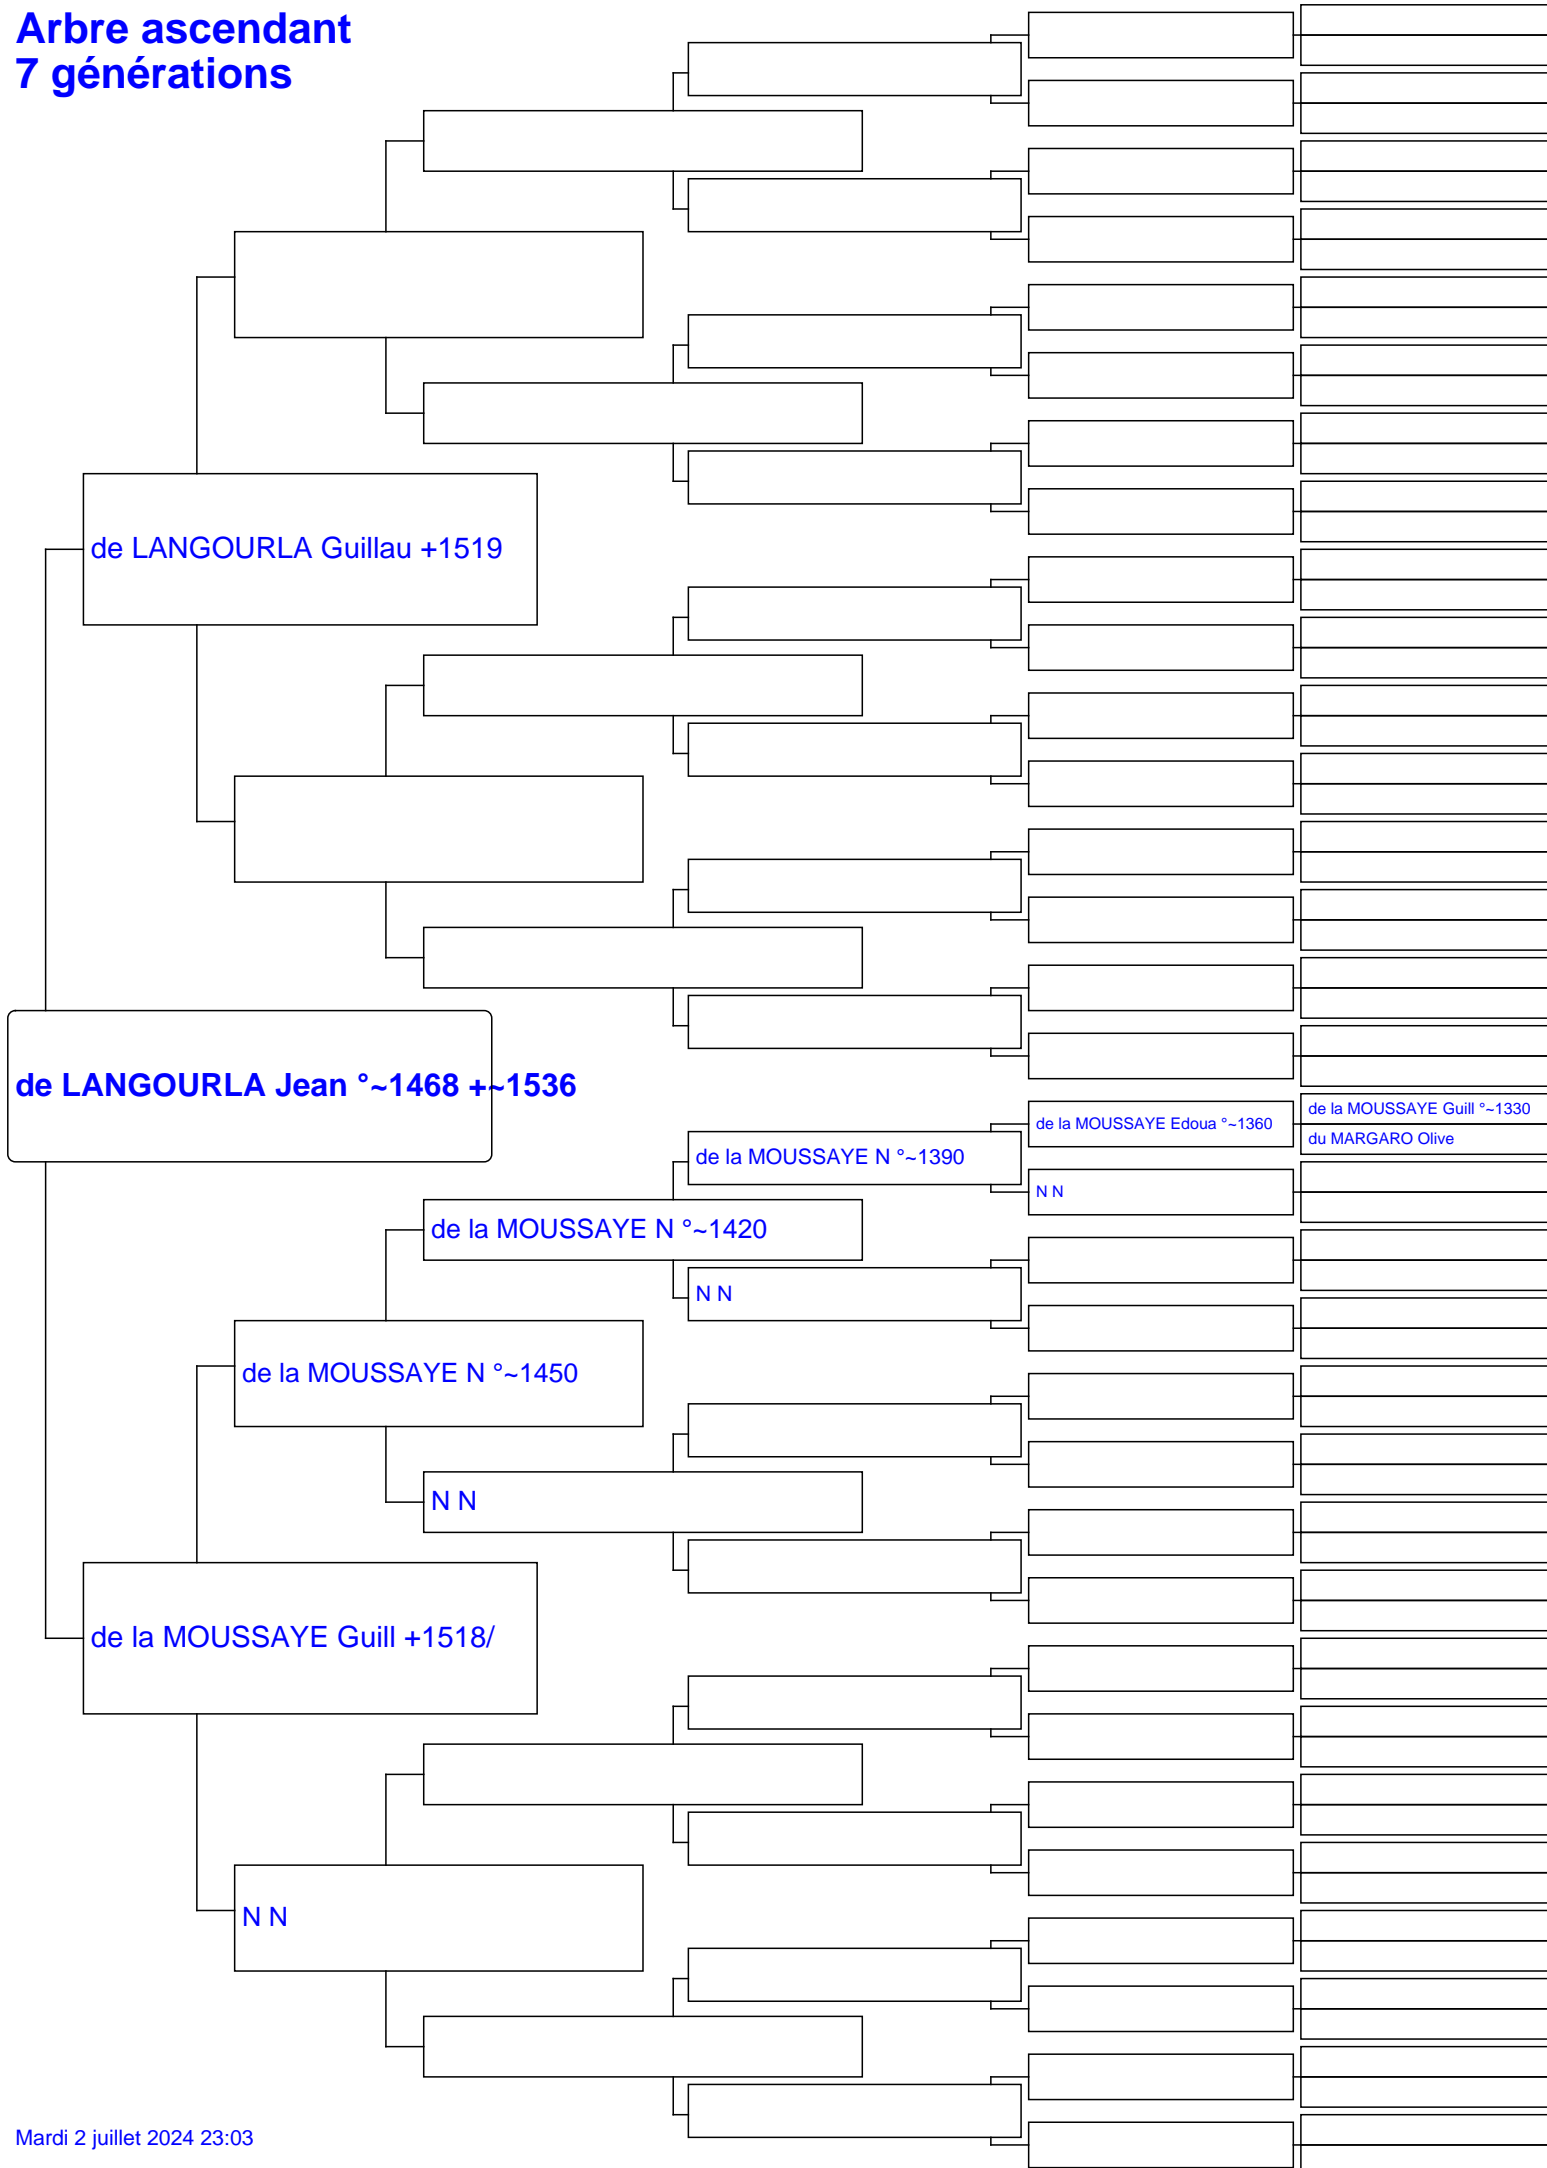 Arbre ascendant
7 générations
de LANGOURLA Guillau +1519
de LANGOURLA Jean °~1468 +~1536
de la MOUSSAYE Guill °~1330
de la MOUSSAYE Edoua °~1360
du MARGARO Olive
de la MOUSSAYE N °~1390
N N
de la MOUSSAYE N °~1420
N N
de la MOUSSAYE N °~1450
N N
de la MOUSSAYE Guill +1518/
N N
Mardi 2 juillet 2024 23:03